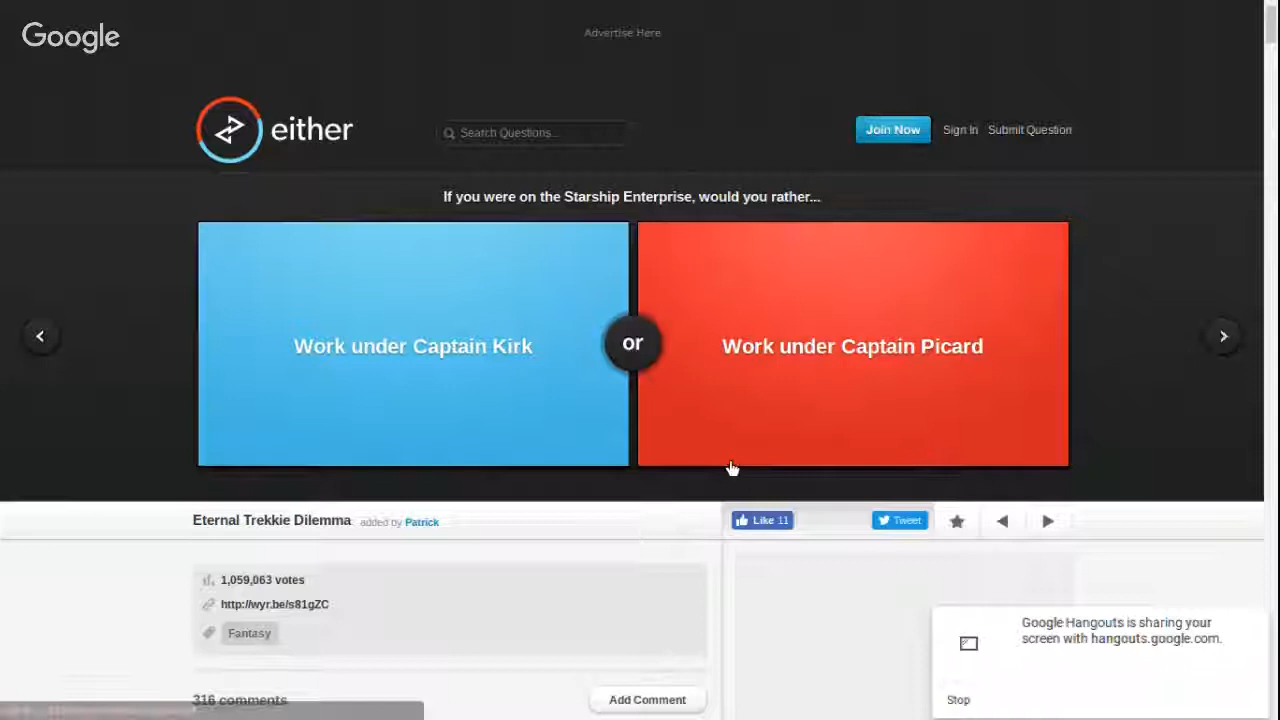 Google
Advertise Here
either
Search Questions...
Join Now
Sign In
Submit Question
If you were on the Starship Enterprise, would you rather...
Work under Captain Kirk
or
Work under Captain Picard
Eternal Trekkie Dilemma added by Patrick
Like 11
Tweet
1,059,063 votes
http://wyr.be/s81gZC
Fantasy
316 comments
Add Comment
Google Hangouts is sharing your
screen with hangouts.google.com.
Stop